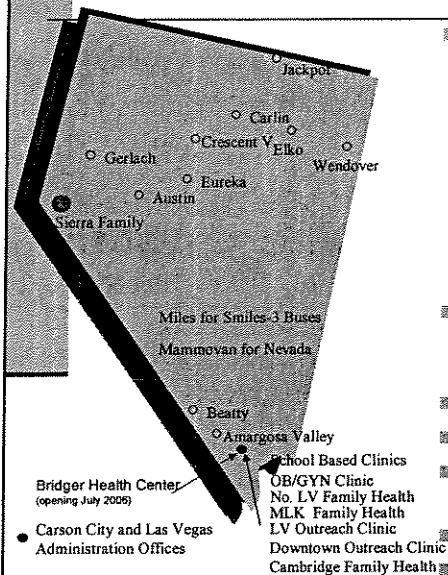 Jackpot
Carlin
Crescent V
Elko
Gerlach
Wendover
Eureka
Austin
Sierra Family
Miles for Smiles-3 Buses
Mammovan for Nevada
Beatty
Amargosa Valley
School Based Clinics
OB/GYN Clinic
No. LV Family Health
MLK Family Health
LV Outreach Clinic
Downtown Outreach Clinic
Cambridge Family Health
Bridger Health Center
(opening July 2006)
Carson City and Las Vegas
Administration Offices